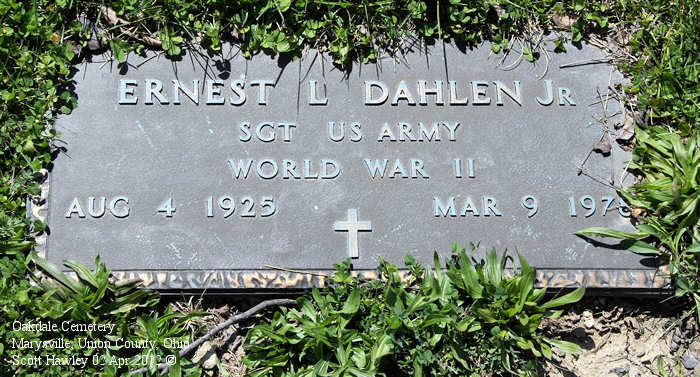 ERNEST L DAHLEN JR
SGT US ARMY
WORLD WAR II
AUG 4 1925 MAR 9
Oakdale Cemetery
Marysville, Union County, Ohio
Scott Hawley 02 Apr 2012 ©